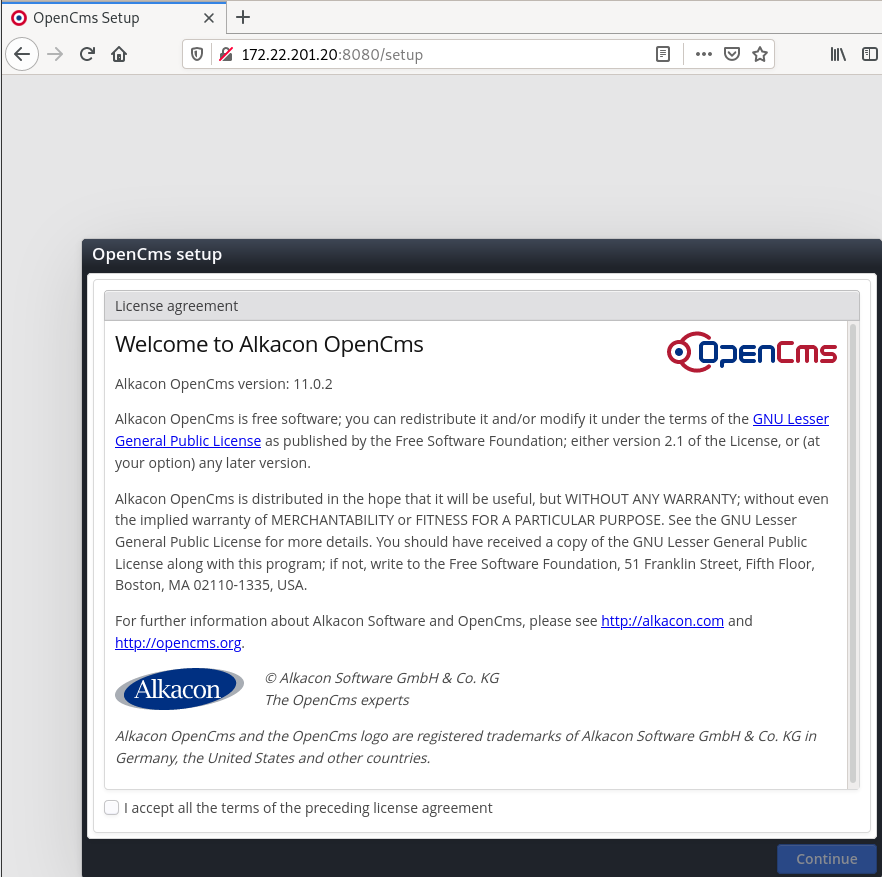 OpenCms Setup
172.22.201.20:8080/setup
OpenCms setup
License agreement
Welcome to Alkacon OpenCms
OpenCms
Alkacon OpenCms version: 11.0.2
Alkacon OpenCms is free software; you can redistribute it and/or modify it under the terms of the GNU Lesser
General Public License as published by the Free Software Foundation; either version 2.1 of the License, or (at
your option) any later version.
Alkacon OpenCms is distributed in the hope that it will be useful, but WITHOUT ANY WARRANTY; without even
the implied warranty of MERCHANTABILITY or FITNESS FOR A PARTICULAR PURPOSE. See the GNU Lesser
General Public License for more details. You should have received a copy of the GNU Lesser General Public
License along with this program; if not, write to the Free Software Foundation, 51 Franklin Street, Fifth Floor,
Boston, MA 02110-1335, USA.
For further information about Alkacon Software and OpenCms, please see http://alkacon.com and
http://opencms.org.
Alkacon
© Alkacon Software GmbH & Co. KG
The OpenCms experts
Alkacon OpenCms and the OpenCms logo are registered trademarks of Alkacon Software GmbH & Co. KG in
Germany, the United States and other countries.
I accept all the terms of the preceding license agreement
Continue